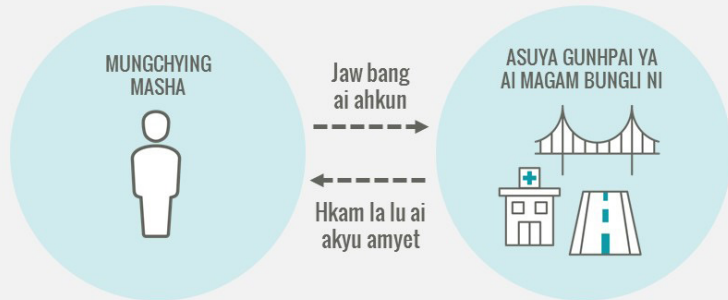 MUNGCHYING
MASHA
Jaw bang
ai ahkun
Hkam la lu ai
akyu amyet
ASUYA GUNHPAI YA
AI MAGAM BUNGLI NI